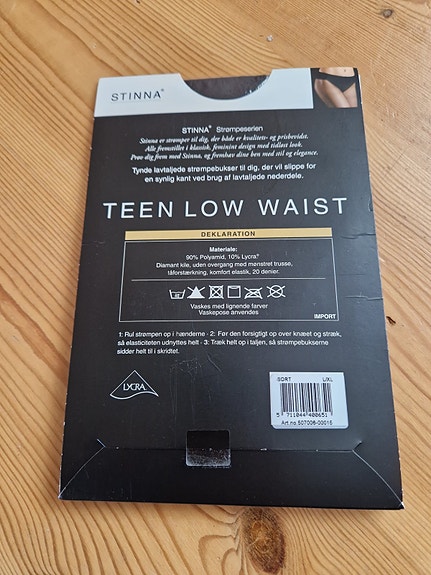 STINNA®
STINNA® Strømpeserien
Stinna er strømper til dig, der både er kvalitets- og prisbevidst.
Alle fremstillet i klassisk, feminint design med tidløst look.
Prøv dig frem med Stinna, og fremhæv dine ben med stil og elegance.
Tynde lavtaljede strømpebukser til dig, der vil slippe for
en synlig kant ved brug af lavtaljede nederdele.
TEEN LOW WAIST
DEKLARATION
Materiale:
90% Polyamid, 10% Lycra®
Diamant kile, uden overgang med mønstret trusse,
tåforstærkning, komfort elastik, 20 denier.
Vaskes med lignende farver
Vaskepose anvendes
IMPORT
1: Rul strømpen op i hænderne · 2: Før den forsigtigt op over knæet og stræk,
så elasticiteten udnyttes helt · 3: Træk helt op i taljen, så strømpebukserne
sidder helt til i skridtet.
LYCRA
SORT L/XL
5 711044 400651
Art.no.507006-00015